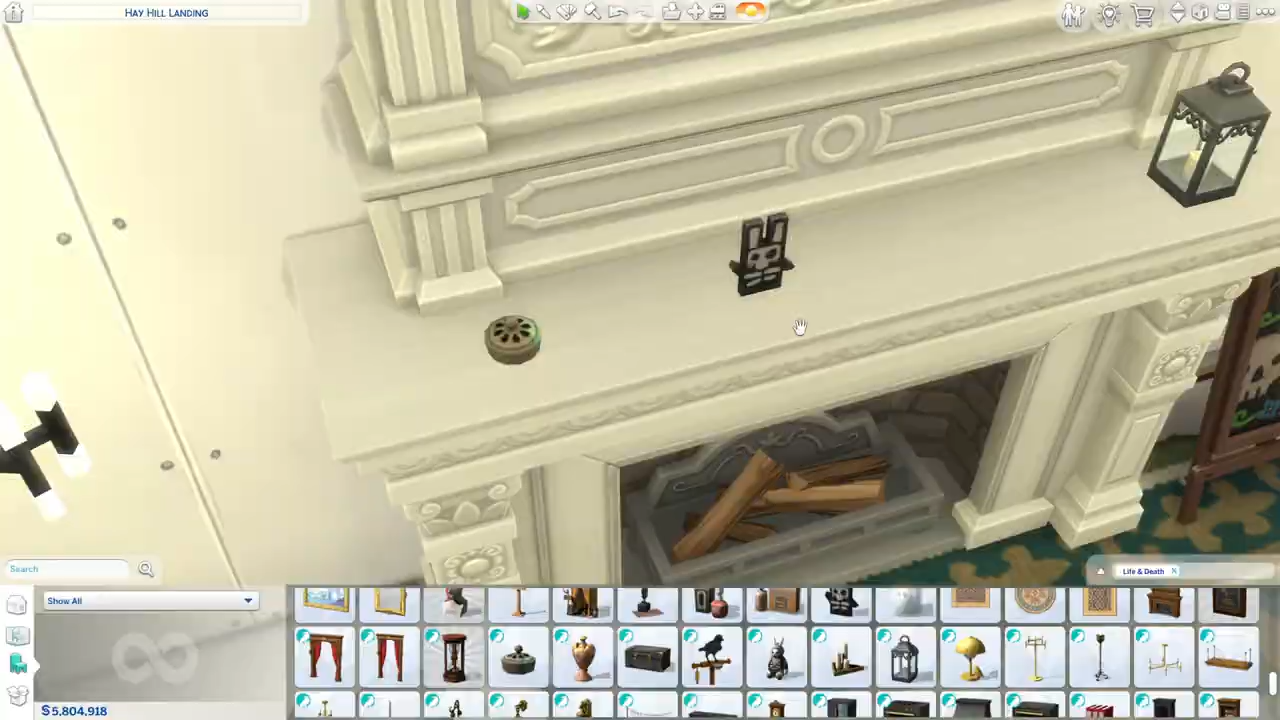 HAY HILL LANDING
Search
Life & Death X
Show All
$5,804,918